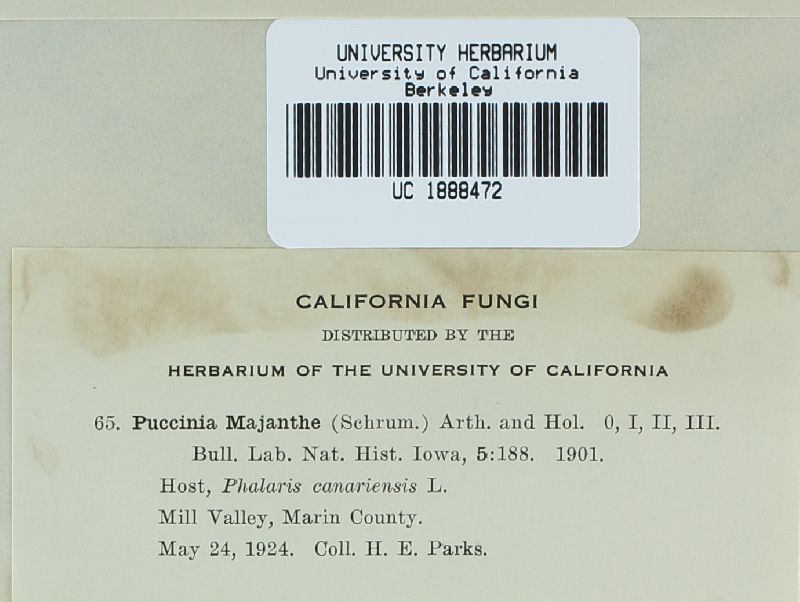 UNIVERSITY HERBARIUM
University of California
Berkeley
UC 1888472
CALIFORNIA FUNGI
DISTRIBUTED BY THE
HERBARIUM OF THE UNIVERSITY OF CALIFORNIA
65. Puccinia Majanthe (Schrum.) Arth. and Hol. 0, I, II, III.
Bull. Lab. Nat. Hist. Iowa, 5:188. 1901.
Host, Phalaris canariensis L.
Mill Valley, Marin County.
May 24, 1924. Coll. H. E. Parks.